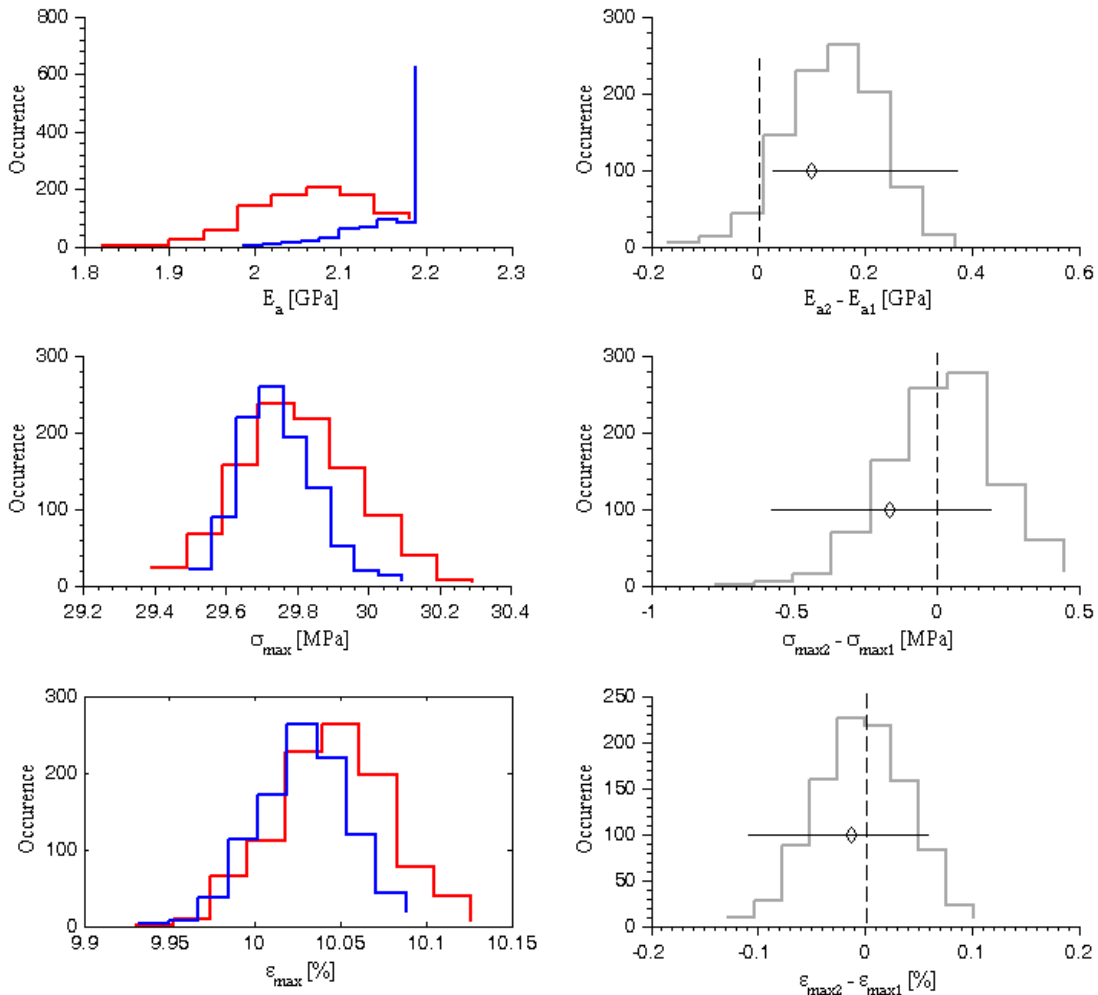 800
600
400
200
0
Occurence
1.8 1.9 2 2.1 2.2 2.3
E_a [GPa]
300
200
100
0
Occurence
-0.2 0 0.2 0.4 0.6
E_a2 - E_a1 [GPa]
300
200
100
0
Occurence
29.2 29.4 29.6 29.8 30 30.2 30.4
σ_max [MPa]
300
200
100
0
Occurence
-1 -0.5 0 0.5
σ_max2 - σ_max1 [MPa]
300
200
100
0
Occurence
9.9 9.95 10 10.05 10.1 10.15
ε_max [%]
250
200
150
100
50
0
Occurence
-0.2 -0.1 0 0.1 0.2
ε_max2 - ε_max1 [%]